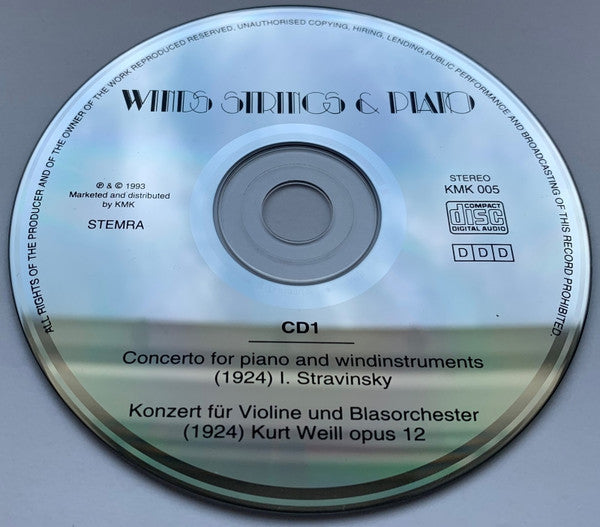 ALL RIGHTS OF THE PRODUCER AND OF THE OWNER OF THE WORK REPRODUCED RESERVED. UNAUTHORISED COPYING, HIRING, LENDING, PUBLIC PERFORMANCE AND BROADCASTING OF THIS RECORD PROHIBITED.
WINDS STRINGS & PIANO
℗ & © 1993
Marketed and distributed
by KMK
STEMRA
STEREO
KMK 005
COMPACT
disc
DIGITAL AUDIO
DDD
CD1
Concerto for piano and windinstruments
(1924) I. Stravinsky
Konzert für Violine und Blasorchester
(1924) Kurt Weill opus 12